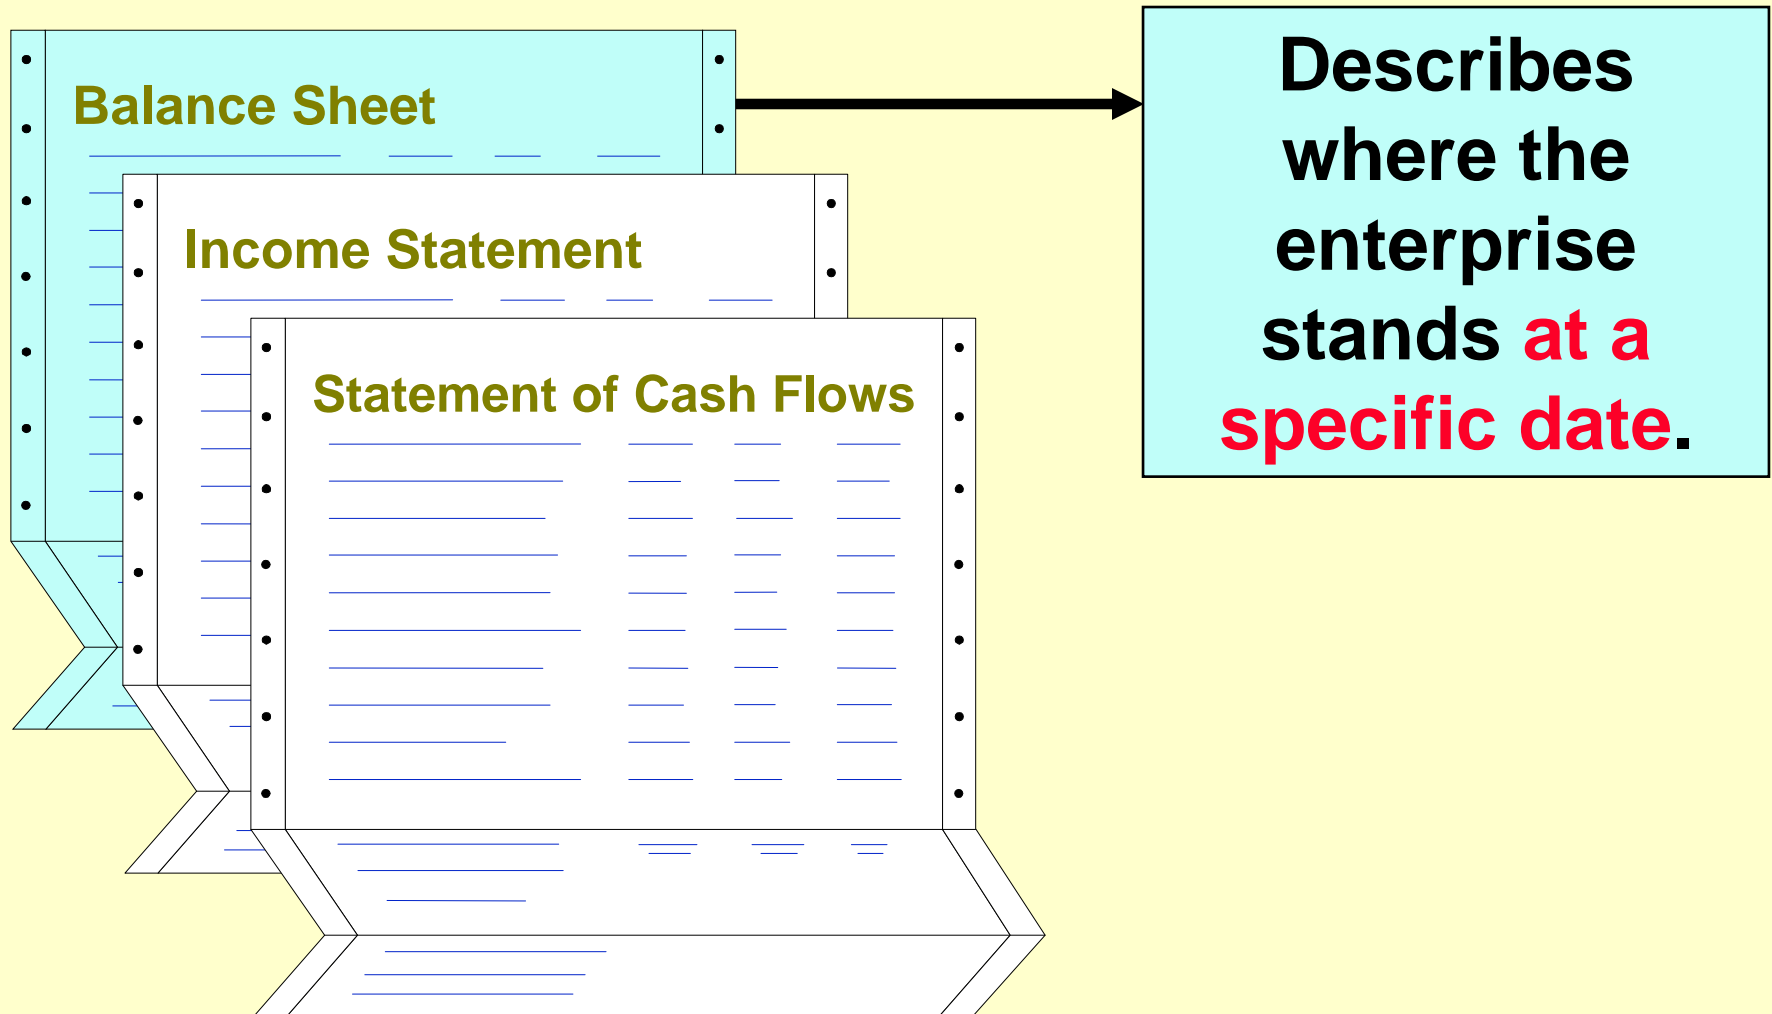 Balance Sheet
Income Statement
Statement of Cash Flows
Describes
where the
enterprise
stands at a
specific date.